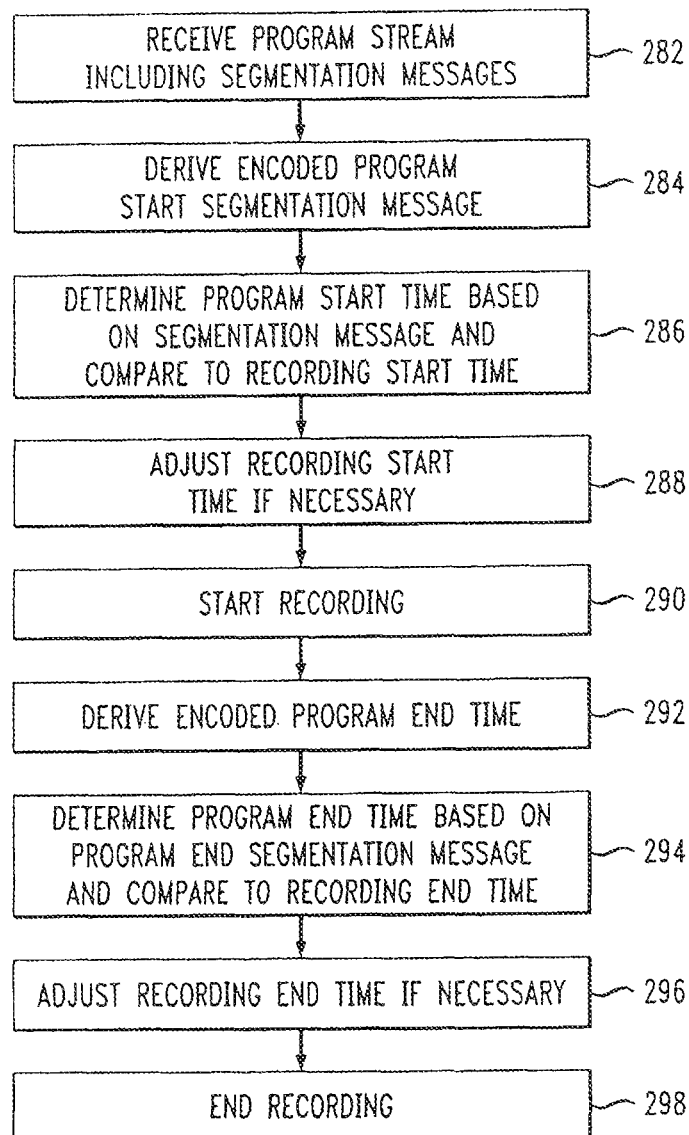 RECEIVE PROGRAM STREAM
INCLUDING SEGMENTATION MESSAGES
282
DERIVE ENCODED PROGRAM
START SEGMENTATION MESSAGE
284
DETERMINE PROGRAM START TIME BASED
ON SEGMENTATION MESSAGE AND
COMPARE TO RECORDING START TIME
286
ADJUST RECORDING START
TIME IF NECESSARY
288
START RECORDING
290
DERIVE ENCODED PROGRAM END TIME
292
DETERMINE PROGRAM END TIME BASED ON
PROGRAM END SEGMENTATION MESSAGE
AND COMPARE TO RECORDING END TIME
294
ADJUST RECORDING END TIME IF NECESSARY
296
END RECORDING
298